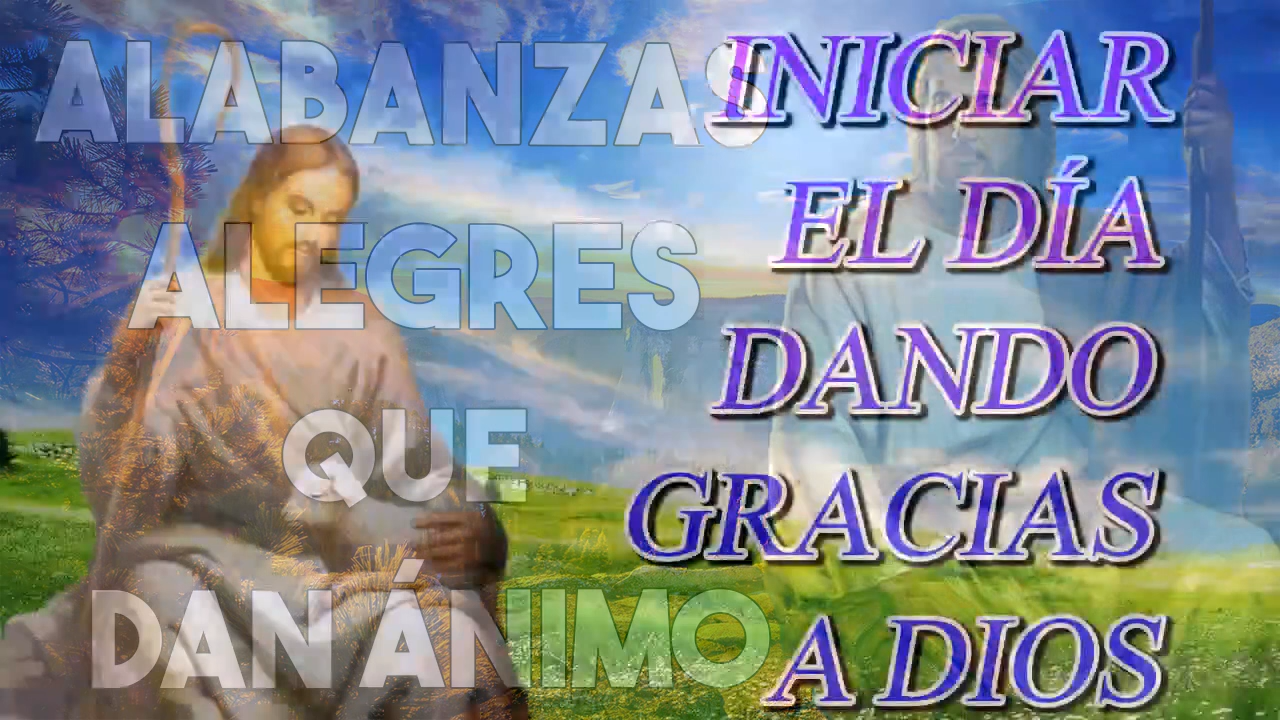 ALABANZAS
ALEGRES
QUE
DAN ÁNIMO
INICIAR
EL DÍA
DANDO
GRACIAS
A DIOS